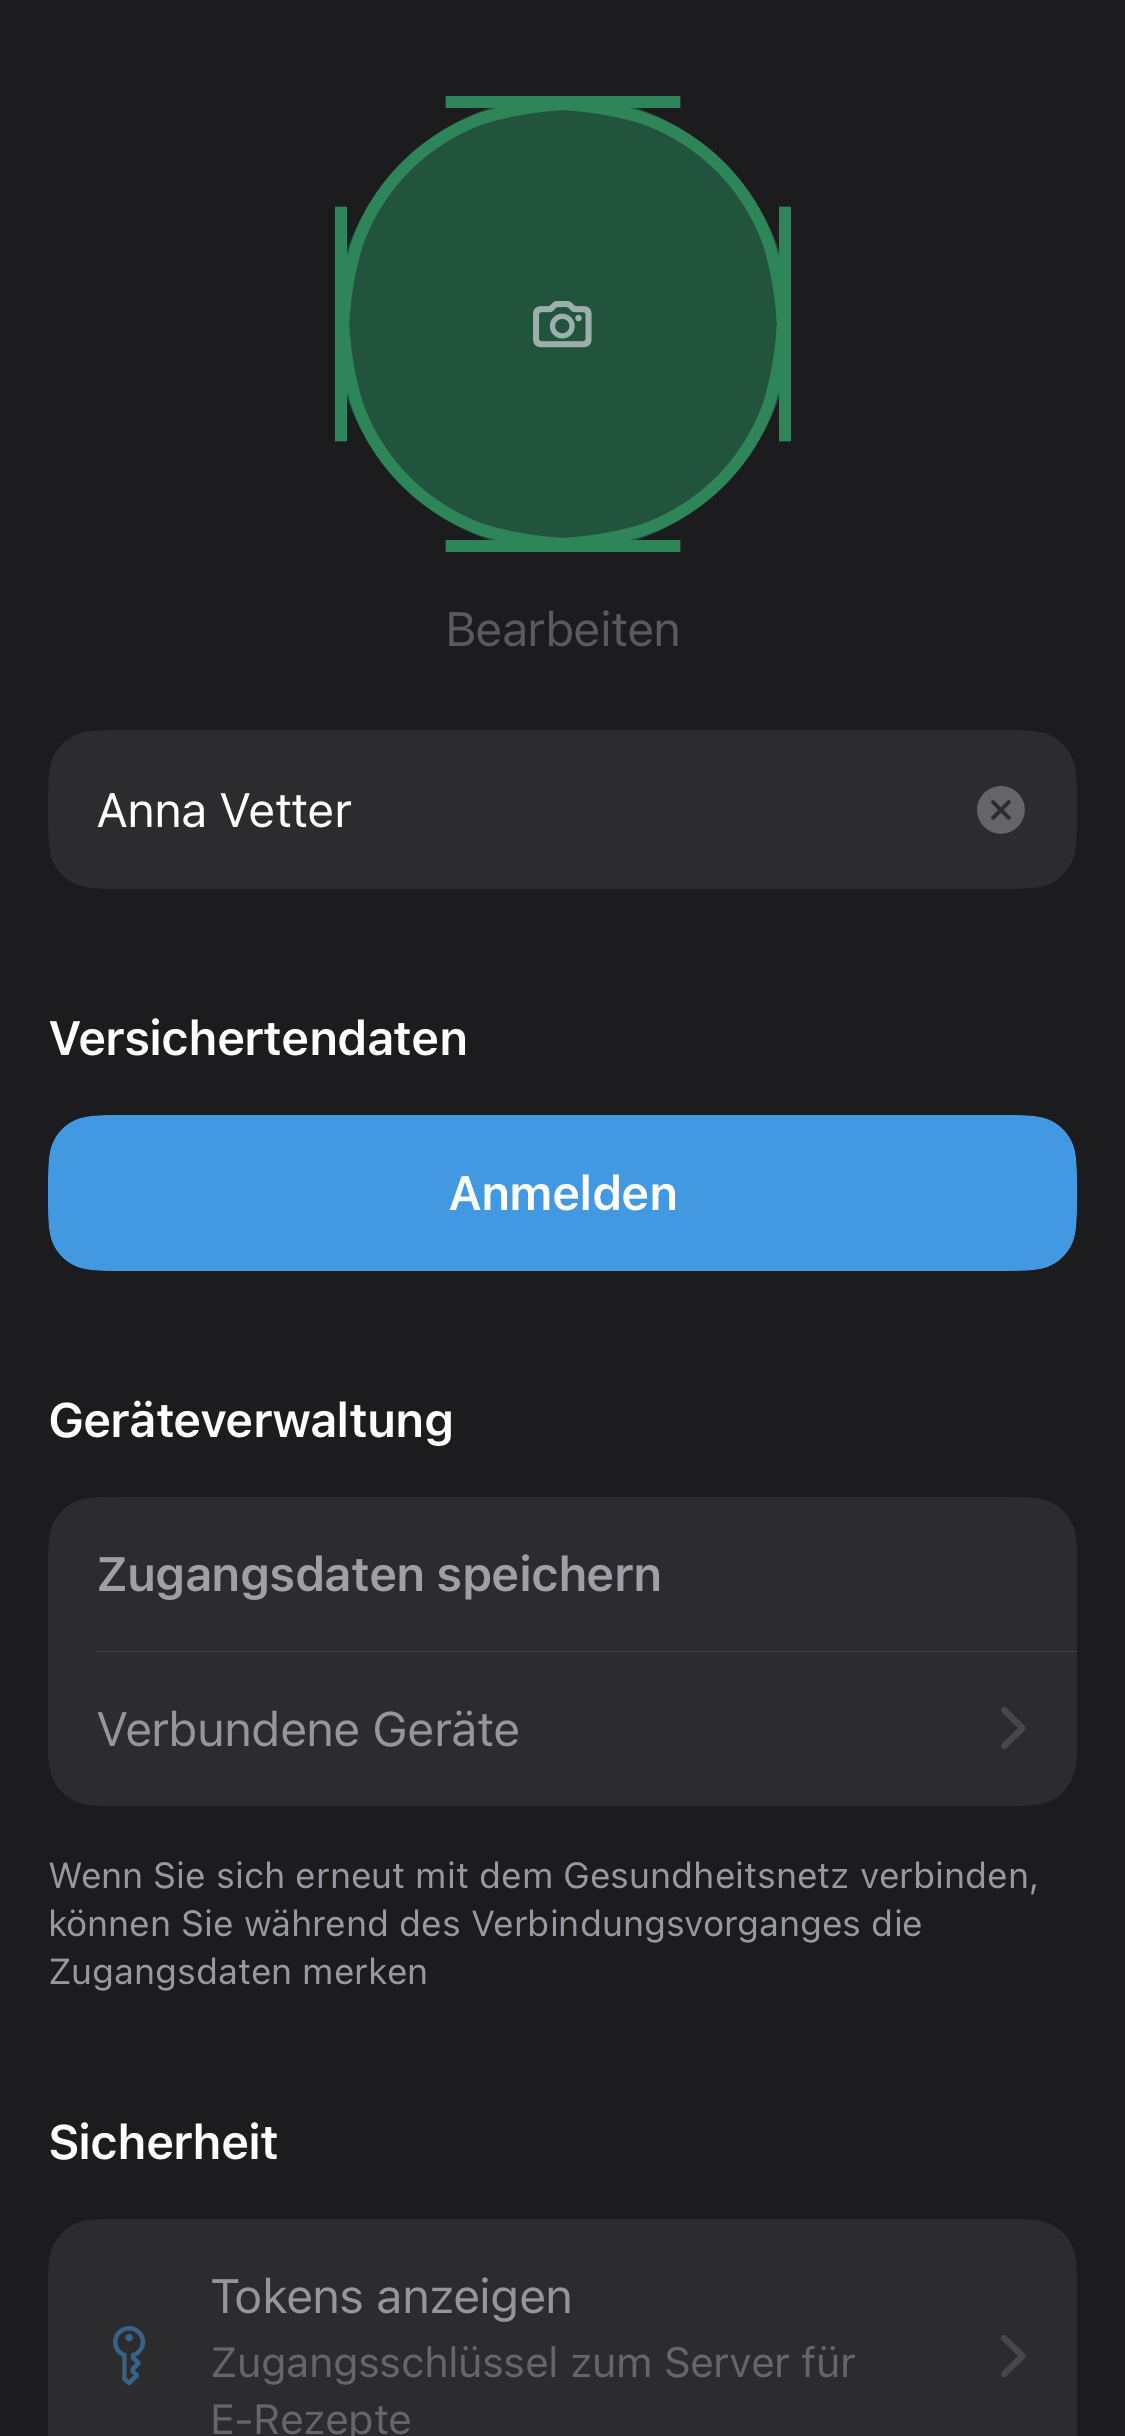 Bearbeiten
Anna Vetter
Versichertendaten
Anmelden
Geräteverwaltung
Zugangsdaten speichern
Verbundene Geräte
Wenn Sie sich erneut mit dem Gesundheitsnetz verbinden,
können Sie während des Verbindungsvorganges die
Zugangsdaten merken
Sicherheit
Tokens anzeigen
Zugangsschlüssel zum Server für
E-Rezepte